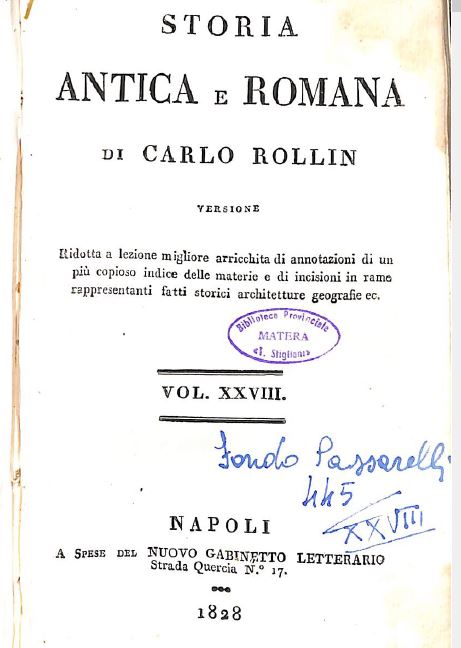 STORIA
ANTICA E ROMANA
DI CARLO ROLLIN
VERSIONE
Ridotta a lezione migliore arricchita di annotazioni di un
più copioso indice delle materie e di incisioni in rame
rappresentanti fatti storici architetture geografie ec.
Biblioteca Provinciale
MATERA
«T. Stigliani»
VOL. XXVIII.
Fondo Passarelli
445
XXVIII
NAPOLI
A SPESE DEL NUOVO GABINETTO LETTERARIO
Strada Quercia N.º 17.
1828